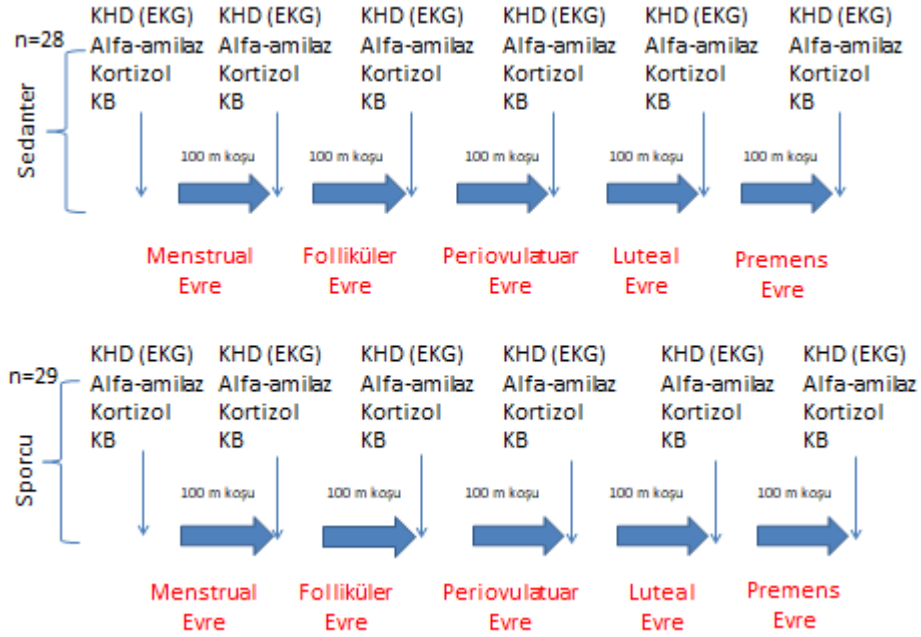 KHD (EKG) KHD (EKG) KHD (EKG) KHD (EKG) KHD (EKG) KHD (EKG)
n=28 Alfa-amilaz Alfa-amilaz Alfa-amilaz Alfa-amilaz Alfa-amilaz Alfa-amilaz
Kortizol Kortizol Kortizol Kortizol Kortizol Kortizol
KB KB KB KB KB KB
Sedanter
100 m koşu 100 m koşu 100 m koşu 100 m koşu 100 m koşu
Menstrual Folliküler Periovulatuar Luteal Premens
Evre Evre Evre Evre Evre
KHD (EKG) KHD (EKG) KHD (EKG) KHD (EKG) KHD (EKG) KHD (EKG)
n=29 Alfa-amilaz Alfa-amilaz Alfa-amilaz Alfa-amilaz Alfa-amilaz Alfa-amilaz
Kortizol Kortizol Kortizol Kortizol Kortizol Kortizol
KB KB KB KB KB KB
Sporcu
100 m koşu 100 m koşu 100 m koşu 100 m koşu 100 m koşu
Menstrual Folliküler Periovulatuar Luteal Premens
Evre Evre Evre Evre Evre